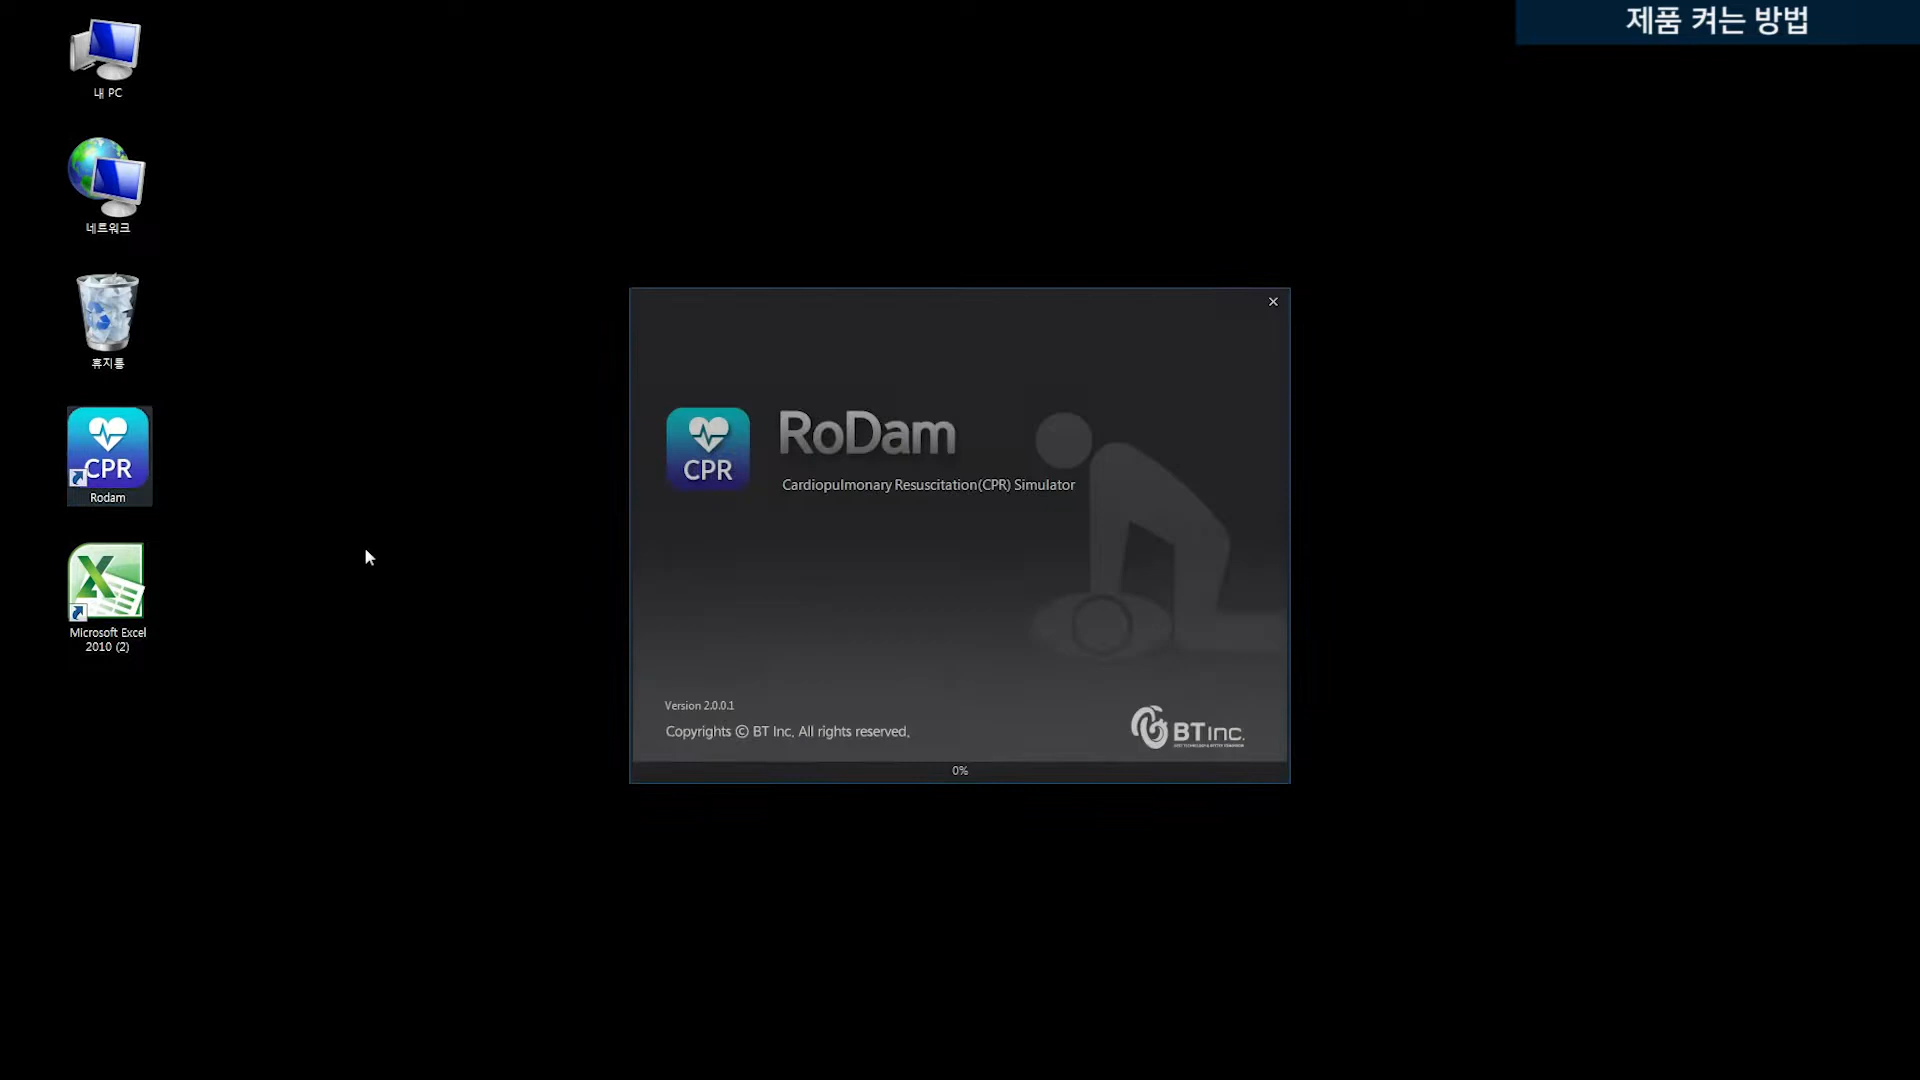 제품 켜는 방법
내 PC
네트워크
휴지통
CPR
Rodam
Microsoft Excel
2010 (2)
CPR
RoDam
Cardiopulmonary Resuscitation(CPR) Simulator
Version 2.0.0.1
Copyrights © BT Inc. All rights reserved.
BT Inc.
0%